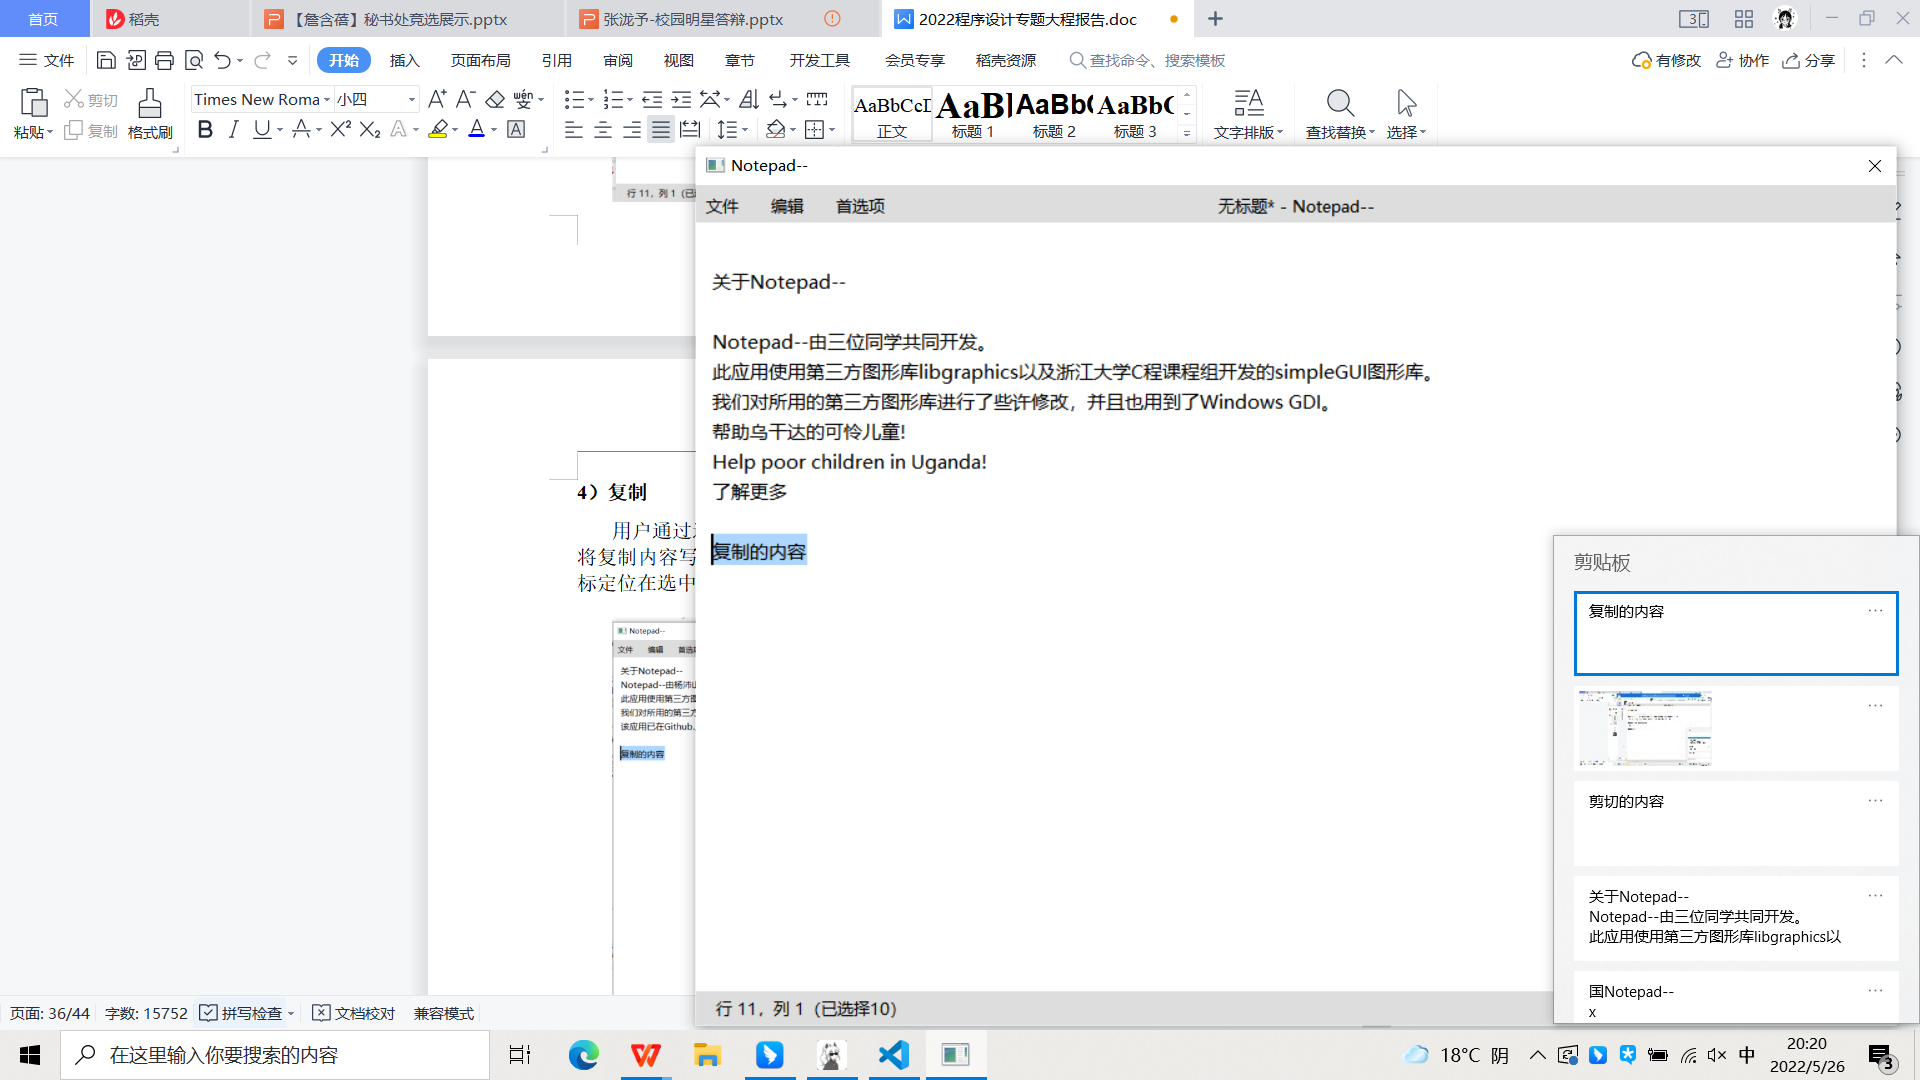 首页
稻壳
【詹含蓓】秘书处竞选展示.pptx
张泷予-校园明星答辩.pptx
2022程序设计专题大程报告.doc
文件
开始
插入
页面布局
引用
审阅
视图
章节
开发工具
会员专享
稻壳资源
查找命令、搜索模板
有修改
协作
分享
粘贴
剪切
复制
格式刷
Times New Roma
小四
AaBbCcD
正文
AaBl
标题 1
AaBb(
标题 2
AaBb(
标题 3
文字排版
查找替换
选择
行 11，列 1（已
4）复制
用户通过
将复制内容写
标定位在选中
Notepad--
文件 编辑 首选项
关于Notepad--
此应用使用第三方图
我们对所用的第三方
该应用已在Github
复制的内容
Notepad--
文件 编辑 首选项
无标题* - Notepad--
关于Notepad--
Notepad--由三位同学共同开发。
此应用使用第三方图形库libgraphics以及浙江大学C程课程组开发的simpleGUI图形库。
我们对所用的第三方图形库进行了些许修改，并且也用到了Windows GDI。
帮助乌干达的可怜儿童!
Help poor children in Uganda!
了解更多
复制的内容
行 11，列 1（已选择10）
剪贴板
复制的内容
剪切的内容
关于Notepad--
Notepad--由三位同学共同开发。
此应用使用第三方图形库libgraphics以
国Notepad--
x
页面: 36/44
字数: 15752
拼写检查
文档校对
兼容模式
在这里输入你要搜索的内容
18°C 阴
中
20:20
2022/5/26
3